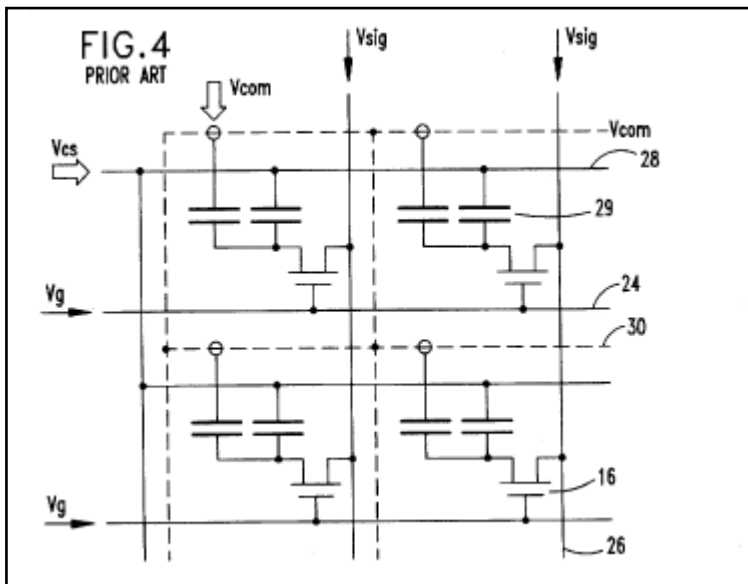 FIG.4
PRIOR ART
Vsig
Vsig
Vcom
Vcom
Vcs
28
29
Vg
24
30
16
Vg
26